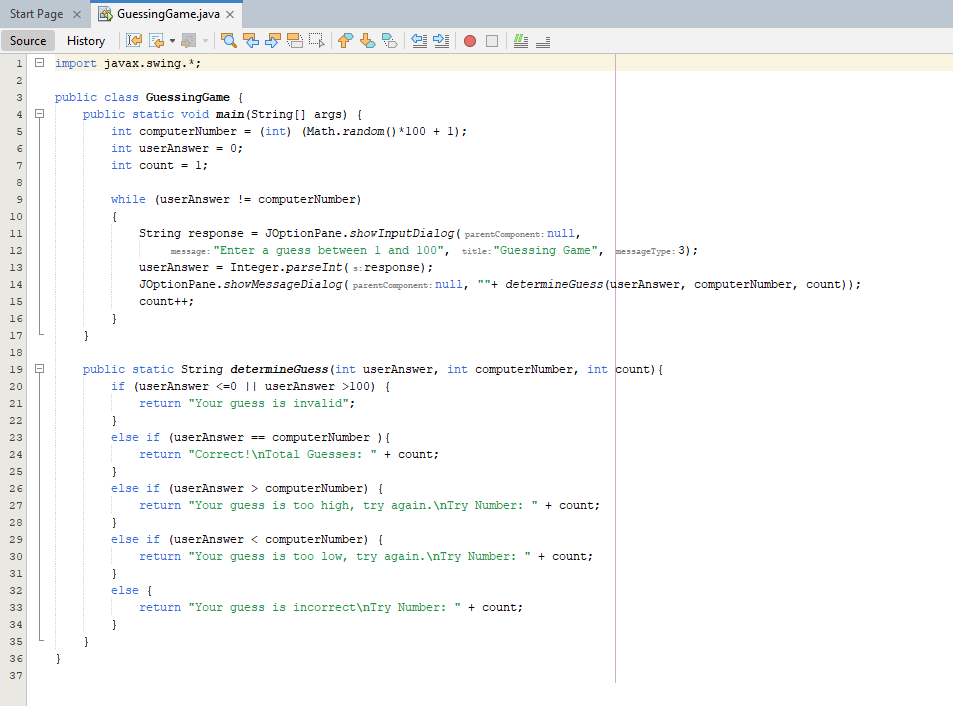 Start Page
GuessingGame.java
Source History
1 import javax.swing.*;
2
3 public class GuessingGame {
4 public static void main(String[] args) {
5 int computerNumber = (int) (Math.random()*100 + 1);
6 int userAnswer = 0;
7 int count = 1;
8
9 while (userAnswer != computerNumber)
10 {
11 String response = JOptionPane.showInputDialog( parentComponent: null,
12 message: "Enter a guess between 1 and 100", title: "Guessing Game", messageType: 3);
13 userAnswer = Integer.parseInt( s: response);
14 JOptionPane.showMessageDialog( parentComponent: null, ""+ determineGuess(userAnswer, computerNumber, count));
15 count++;
16 }
17 }
18
19 public static String determineGuess(int userAnswer, int computerNumber, int count){
20 if (userAnswer <=0 || userAnswer >100) {
21 return "Your guess is invalid";
22 }
23 else if (userAnswer == computerNumber ){
24 return "Correct!\nTotal Guesses: " + count;
25 }
26 else if (userAnswer > computerNumber) {
27 return "Your guess is too high, try again.\nTry Number: " + count;
28 }
29 else if (userAnswer < computerNumber) {
30 return "Your guess is too low, try again.\nTry Number: " + count;
31 }
32 else {
33 return "Your guess is incorrect\nTry Number: " + count;
34 }
35 }
36 }
37